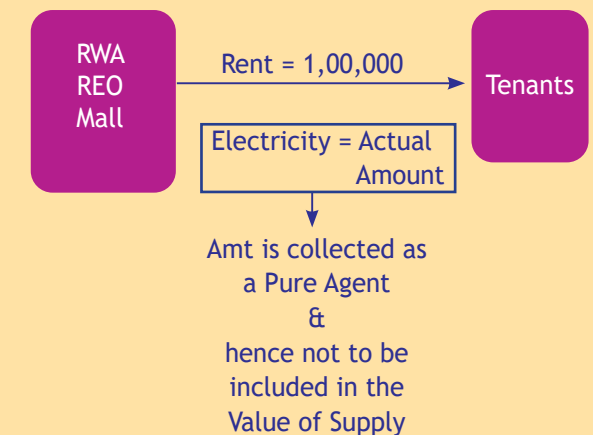 RWA
REO
Mall
Rent = 1,00,000
Tenants
Electricity = Actual
Amount
Amt is collected as
a Pure Agent
&
hence not to be
included in the
Value of Supply